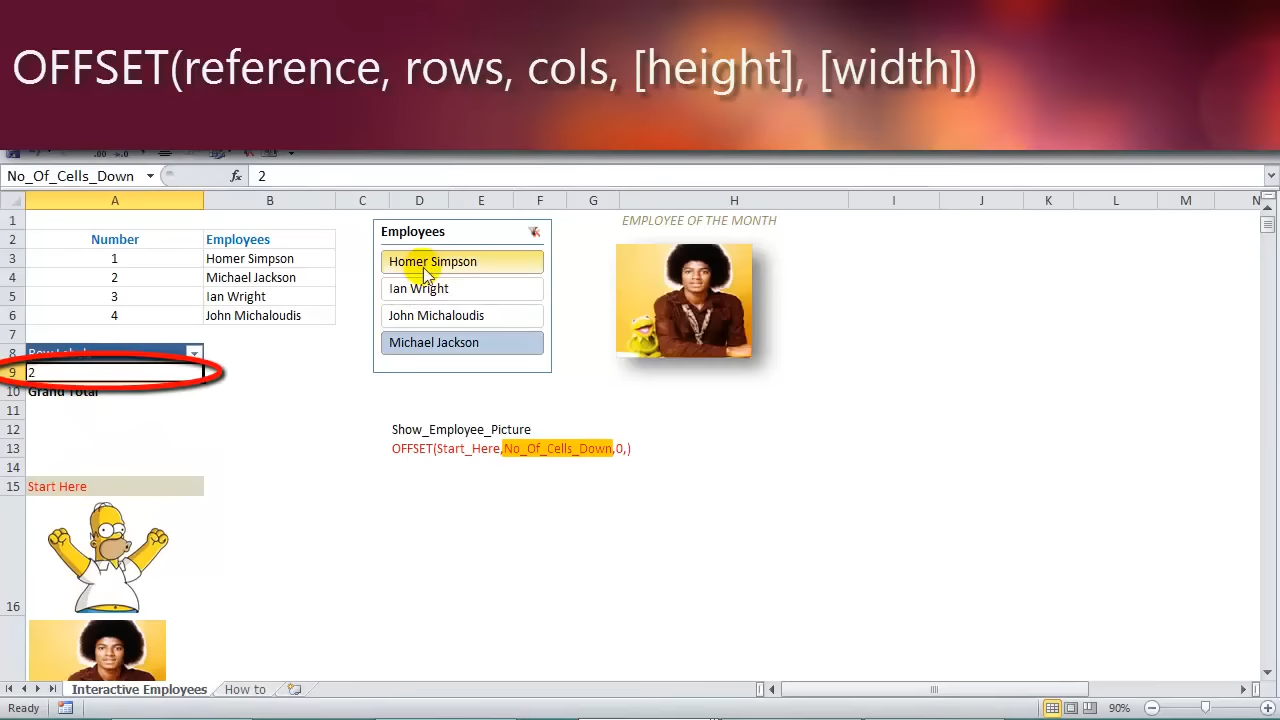 OFFSET(reference, rows, cols, [height], [width])
No_Of_Cells_Down fx 2
A B C D E F G H I J K L M N
1 EMPLOYEE OF THE MONTH
2 Number Employees
3 1 Homer Simpson
4 2 Michael Jackson
5 3 Ian Wright
6 4 John Michaloudis
7
8
9 2
10 Grand Total
11
Employees
Homer Simpson
Ian Wright
John Michaloudis
Michael Jackson
12 Show_Employee_Picture
13 OFFSET(Start_Here,No_Of_Cells_Down,0,)
14
15 Start Here
16
Interactive Employees How to
Ready 90%